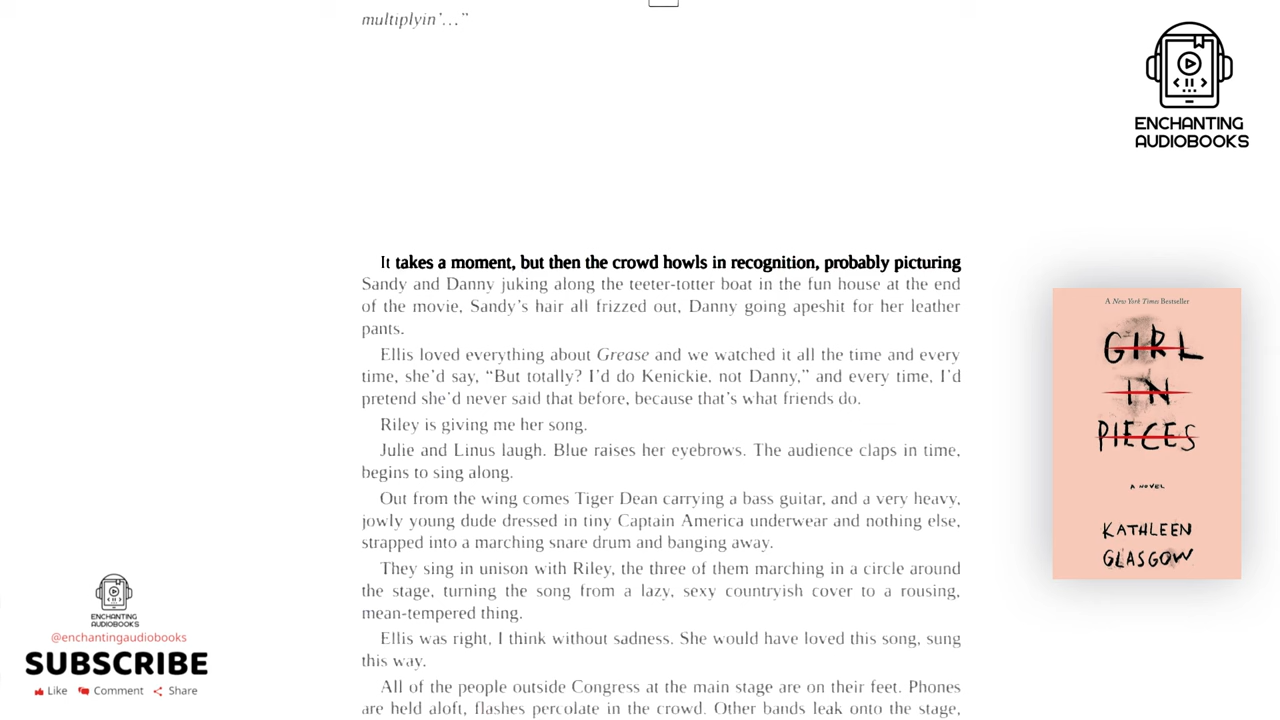 multiplyin’…”
ENCHANTING
AUDIOBOOKS
It takes a moment, but then the crowd howls in recognition, probably picturing
Sandy and Danny juking along the teeter-totter boat in the fun house at the end
of the movie, Sandy’s hair all frizzed out, Danny going apeshit for her leather
pants.
Ellis loved everything about Grease and we watched it all the time and every
time, she’d say, “But totally? I’d do Kenickie, not Danny,” and every time, I’d
pretend she’d never said that before, because that’s what friends do.
Riley is giving me her song.
Julie and Linus laugh. Blue raises her eyebrows. The audience claps in time,
begins to sing along.
Out from the wing comes Tiger Dean carrying a bass guitar, and a very heavy,
jowly young dude dressed in tiny Captain America underwear and nothing else,
strapped into a marching snare drum and banging away.
They sing in unison with Riley, the three of them marching in a circle around
the stage, turning the song from a lazy, sexy countryish cover to a rousing,
mean-tempered thing.
Ellis was right, I think without sadness. She would have loved this song, sung
this way.
All of the people outside Congress at the main stage are on their feet. Phones
are held aloft, flashes percolate in the crowd. Other bands leak onto the stage,
A New York Times Bestseller
GIRL
IN
PIECES
A NOVEL
KATHLEEN
GLASGOW
ENCHANTING
AUDIOBOOKS
@enchantingaudiobooks
SUBSCRIBE
Like Comment Share